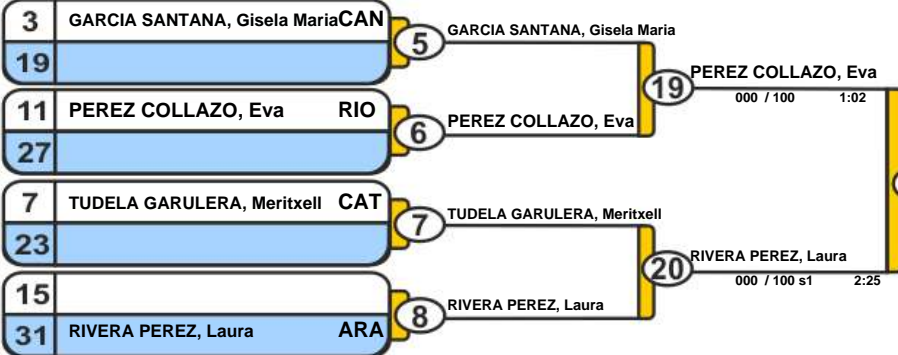 3 GARCIA SANTANA, Gisela Maria CAN
19
5
GARCIA SANTANA, Gisela Maria
11 PEREZ COLLAZO, Eva RIO
27
6
PEREZ COLLAZO, Eva
19
PEREZ COLLAZO, Eva
000 / 100 1:02
7 TUDELA GARULERA, Meritxell CAT
23
7
TUDELA GARULERA, Meritxell
15
31 RIVERA PEREZ, Laura ARA
8
RIVERA PEREZ, Laura
20
RIVERA PEREZ, Laura
000 / 100 s1 2:25